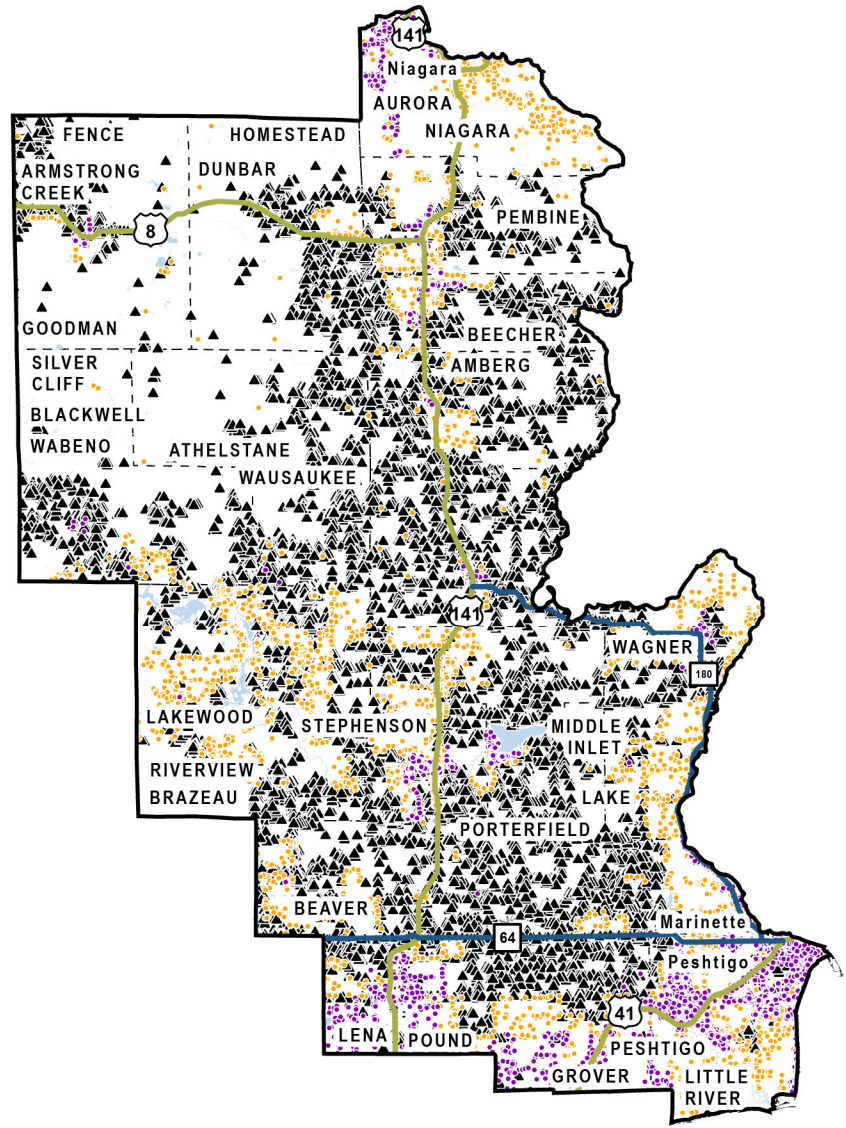 141
Niagara
AURORA
NIAGARA
FENCE
HOMESTEAD
ARMSTRONG
CREEK
DUNBAR
PEMBINE
8
GOODMAN
BEECHER
SILVER
CLIFF
AMBERG
BLACKWELL
WABENO
ATHELSTANE
WAUSAUKEE
141
WAGNER
180
LAKEWOOD
STEPHENSON
MIDDLE
INLET
RIVERVIEW
BRAZEAU
LAKE
PORTERFIELD
BEAVER
Marinette
64
Peshtigo
41
LENA
POUND
PESHTIGO
GROVER
LITTLE
RIVER